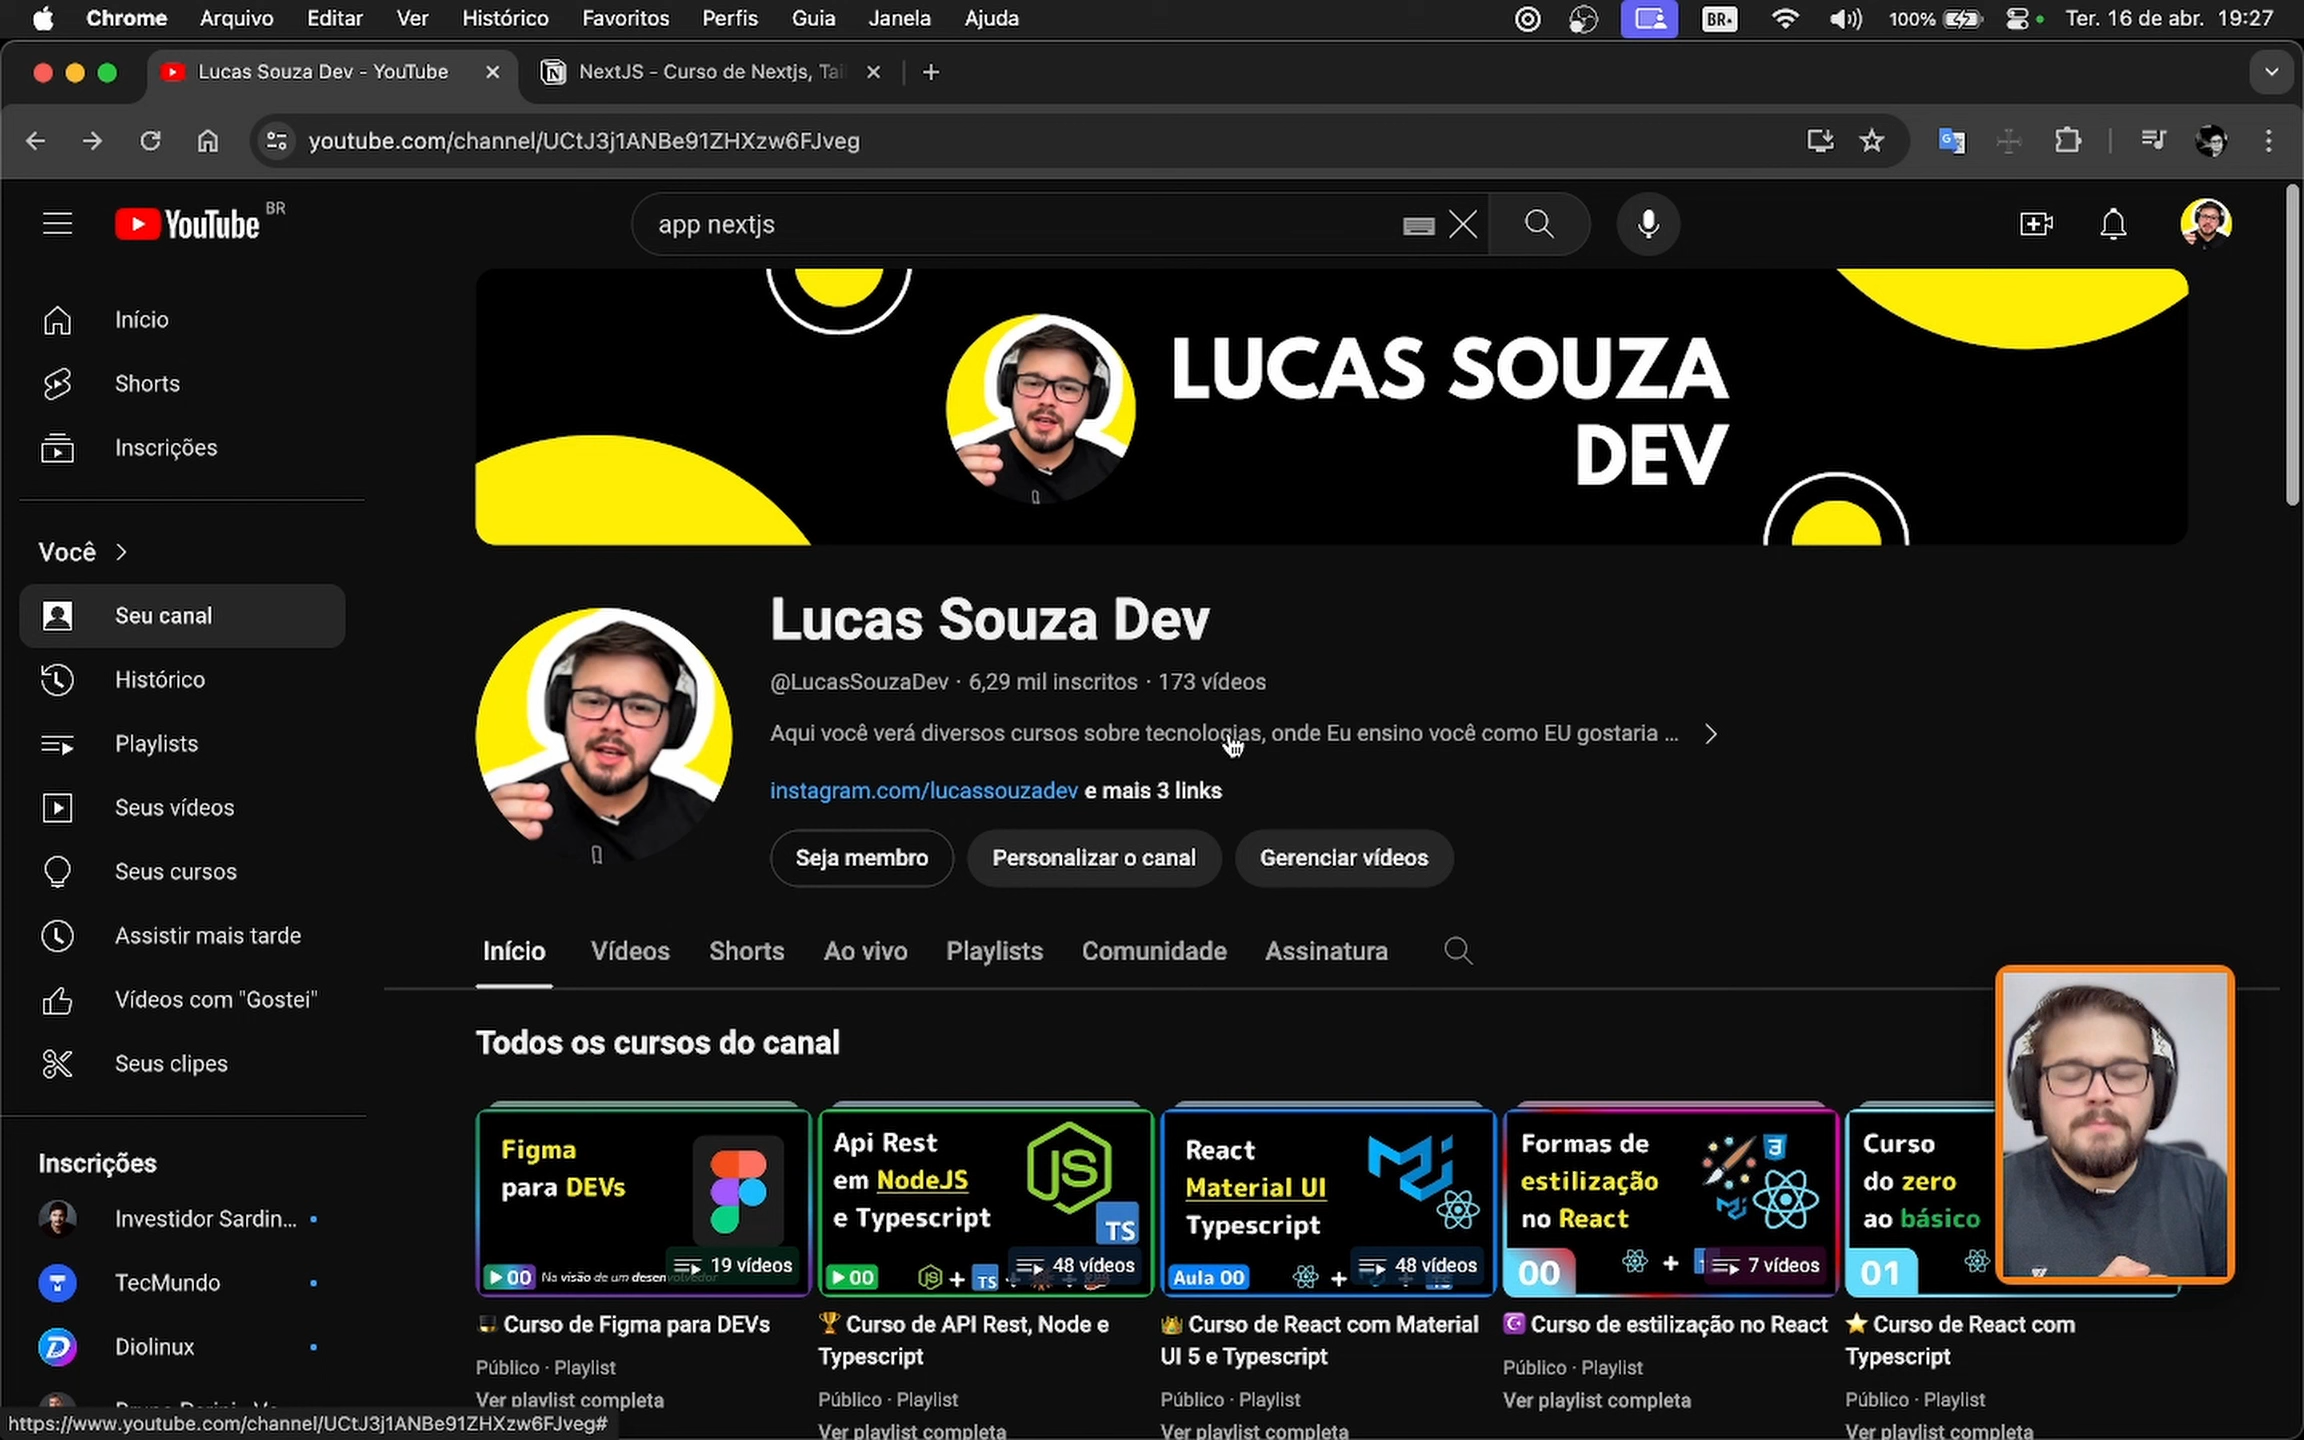 Chrome Arquivo Editar Ver Histórico Favoritos Perfis Guia Janela Ajuda
BR 100% Ter. 16 de abr. 19:27
Lucas Souza Dev - YouTube
NextJS - Curso de Nextjs, Tai
youtube.com/channel/UCtJ3j1ANBe91ZHXzw6FJveg
YouTube BR
app nextjs
Início
Shorts
Inscrições
Você
Seu canal
Histórico
Playlists
Seus vídeos
Seus cursos
Assistir mais tarde
Vídeos com "Gostei"
Seus clipes
Inscrições
Investidor Sardin...
TecMundo
Diolinux
https://www.youtube.com/channel/UCtJ3j1ANBe91ZHXzw6FJveg#
LUCAS SOUZA
DEV
Lucas Souza Dev
@LucasSouzaDev · 6,29 mil inscritos · 173 vídeos
Aqui você verá diversos cursos sobre tecnologias, onde Eu ensino você como EU gostaria ...
instagram.com/lucassouzadev e mais 3 links
Seja membro
Personalizar o canal
Gerenciar vídeos
Início Vídeos Shorts Ao vivo Playlists Comunidade Assinatura
Todos os cursos do canal
Figma
para DEVs
00 Na visão de um desenvolvedor
19 vídeos
Curso de Figma para DEVs
Público · Playlist
Ver playlist completa
Api Rest
em NodeJS
e Typescript
JS
TS
00
TS
48 vídeos
Curso de API Rest, Node e
Typescript
Público · Playlist
Ver playlist completa
React
Material UI
Typescript
Aula 00
48 vídeos
Curso de React com Material
UI 5 e Typescript
Público · Playlist
Ver playlist completa
Formas de
estilização
no React
00
7 vídeos
Curso de estilização no React
Público · Playlist
Ver playlist completa
Curso
do zero
ao básico
01
Curso de React com
Typescript
Público · Playlist
Ver playlist completa